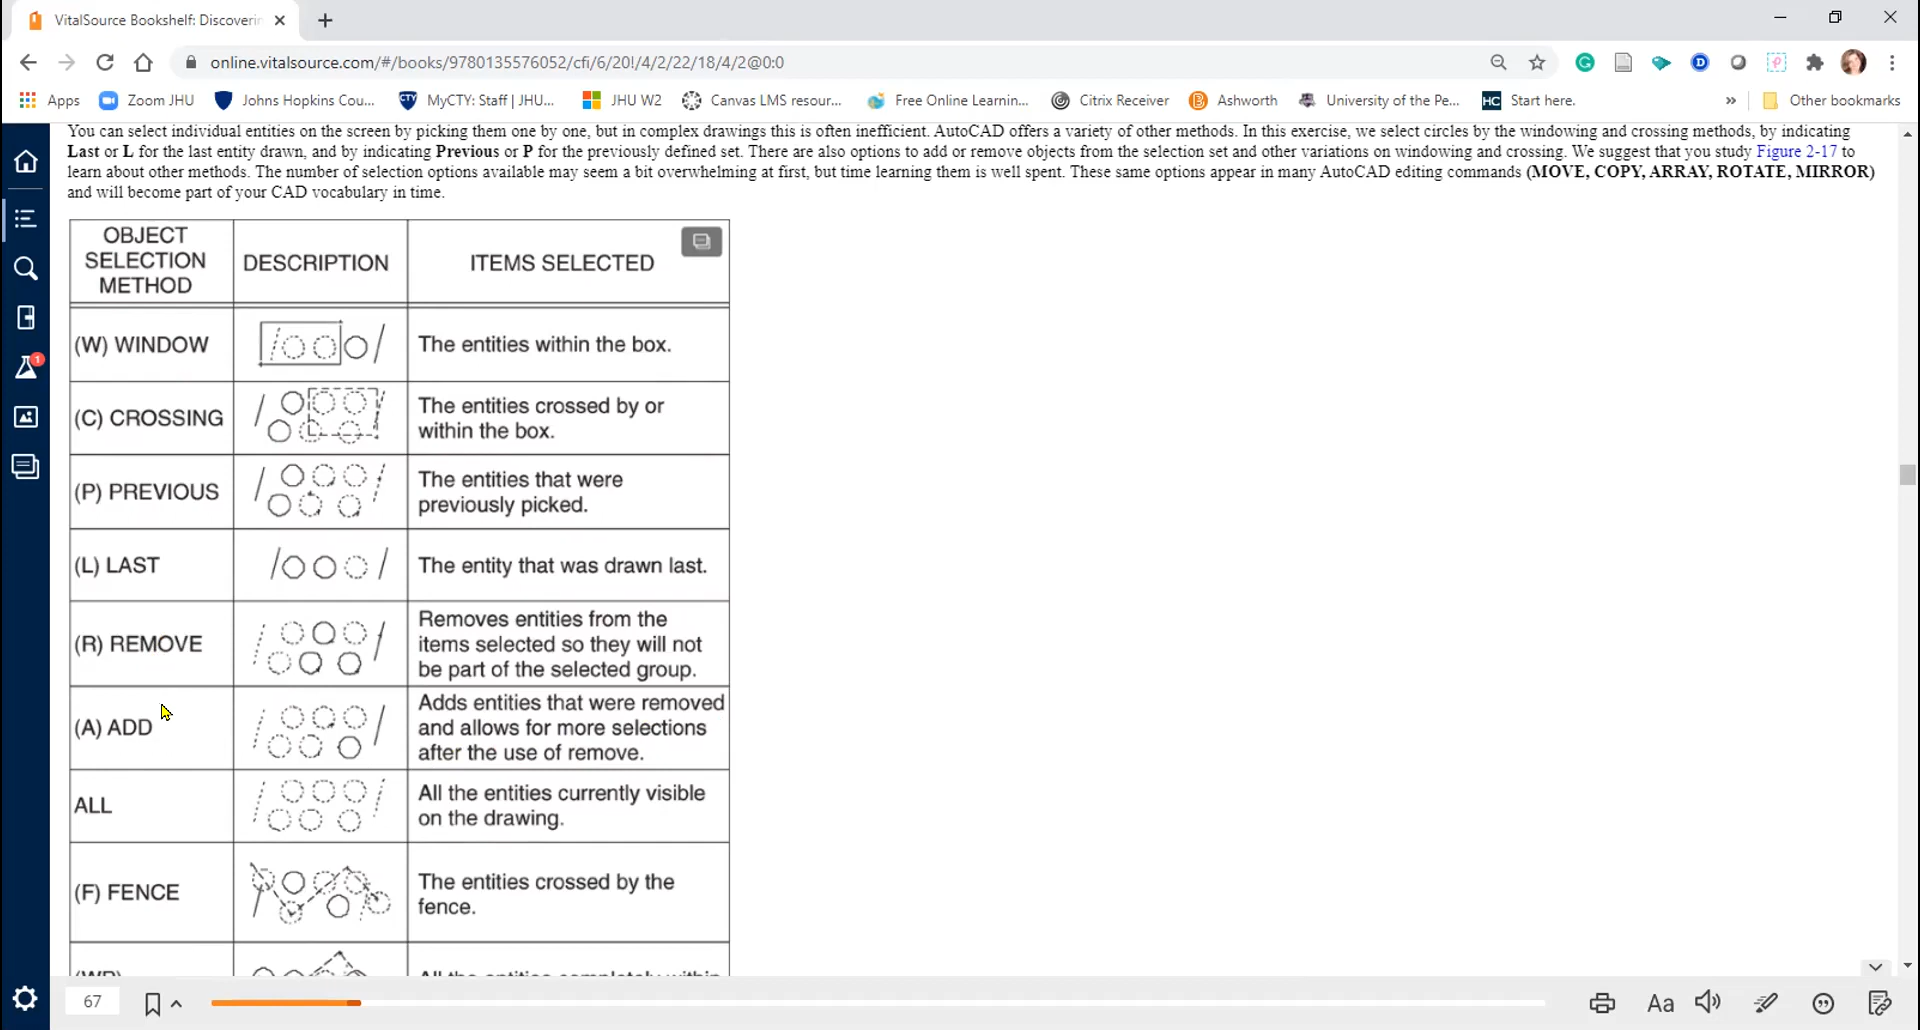 VitalSource Bookshelf: Discoverin
online.vitalsource.com/#/books/9780135576052/cfi/6/20!/4/2/22/18/4/2@0:0
Apps Zoom JHU Johns Hopkins Cou... CTY MyCTY: Staff | JHU... JHU W2 Canvas LMS resour... Free Online Learnin... Citrix Receiver Ashworth University of the Pe... HC Start here. » Other bookmarks
You can select individual entities on the screen by picking them one by one, but in complex drawings this is often inefficient. AutoCAD offers a variety of other methods. In this exercise, we select circles by the windowing and crossing methods, by indicating
Last or L for the last entity drawn, and by indicating Previous or P for the previously defined set. There are also options to add or remove objects from the selection set and other variations on windowing and crossing. We suggest that you study Figure 2-17 to
learn about other methods. The number of selection options available may seem a bit overwhelming at first, but time learning them is well spent. These same options appear in many AutoCAD editing commands (MOVE, COPY, ARRAY, ROTATE, MIRROR)
and will become part of your CAD vocabulary in time.
OBJECT
SELECTION
METHOD
DESCRIPTION
ITEMS SELECTED
(W) WINDOW
The entities within the box.
(C) CROSSING
The entities crossed by or
within the box.
(P) PREVIOUS
The entities that were
previously picked.
(L) LAST
The entity that was drawn last.
(R) REMOVE
Removes entities from the
items selected so they will not
be part of the selected group.
(A) ADD
Adds entities that were removed
and allows for more selections
after the use of remove.
ALL
All the entities currently visible
on the drawing.
(F) FENCE
The entities crossed by the
fence.
(WP)
All the entities completely within
1
67
Aa